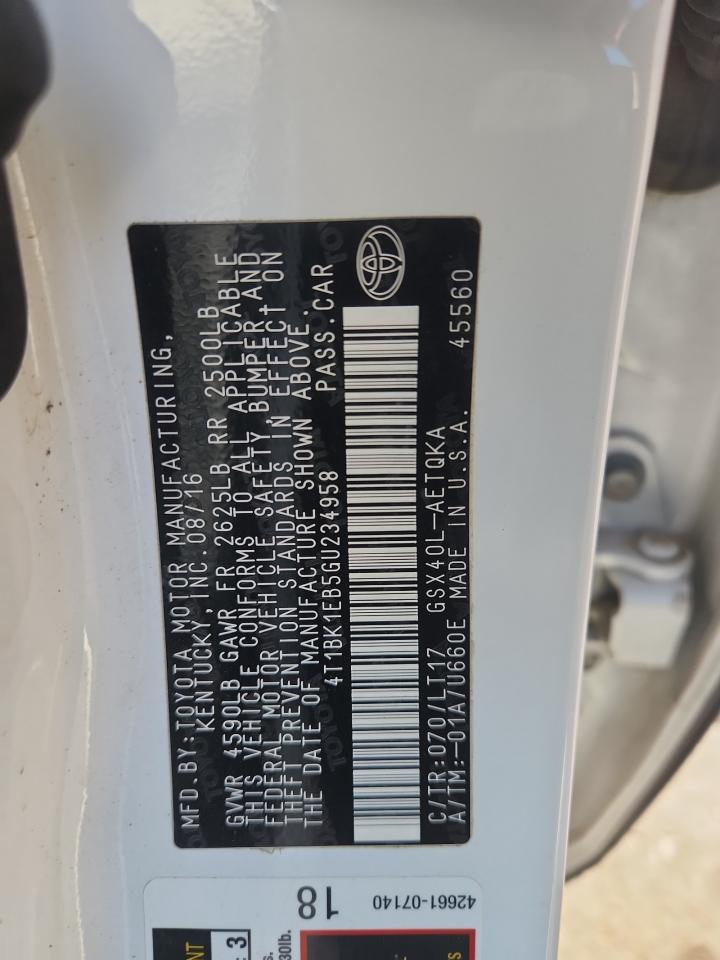 MFD BY:TOYOTA MOTOR MANUFACTURING,
KENTUCKY, INC. 08/16
GVWR 4590LB GAWR FR 2625LB RR 2500LB
THIS VEHICLE CONFORMS TO ALL APPLICABLE
FEDERAL MOTOR VEHICLE SAFETY,BUMPER,AND
THEFT PREVENTION STANDARDS IN EFFECT ON
THE DATE OF MANUFACTURE SHOWN ABOVE.
4T1BK1EB5GU234958 PASS.CAR
C/TR:070/LT17 GSX40L-AETQKA 45560
A/TM:-01A/U660E MADE IN U.S.A.
18
42661-07140
3
30lb.